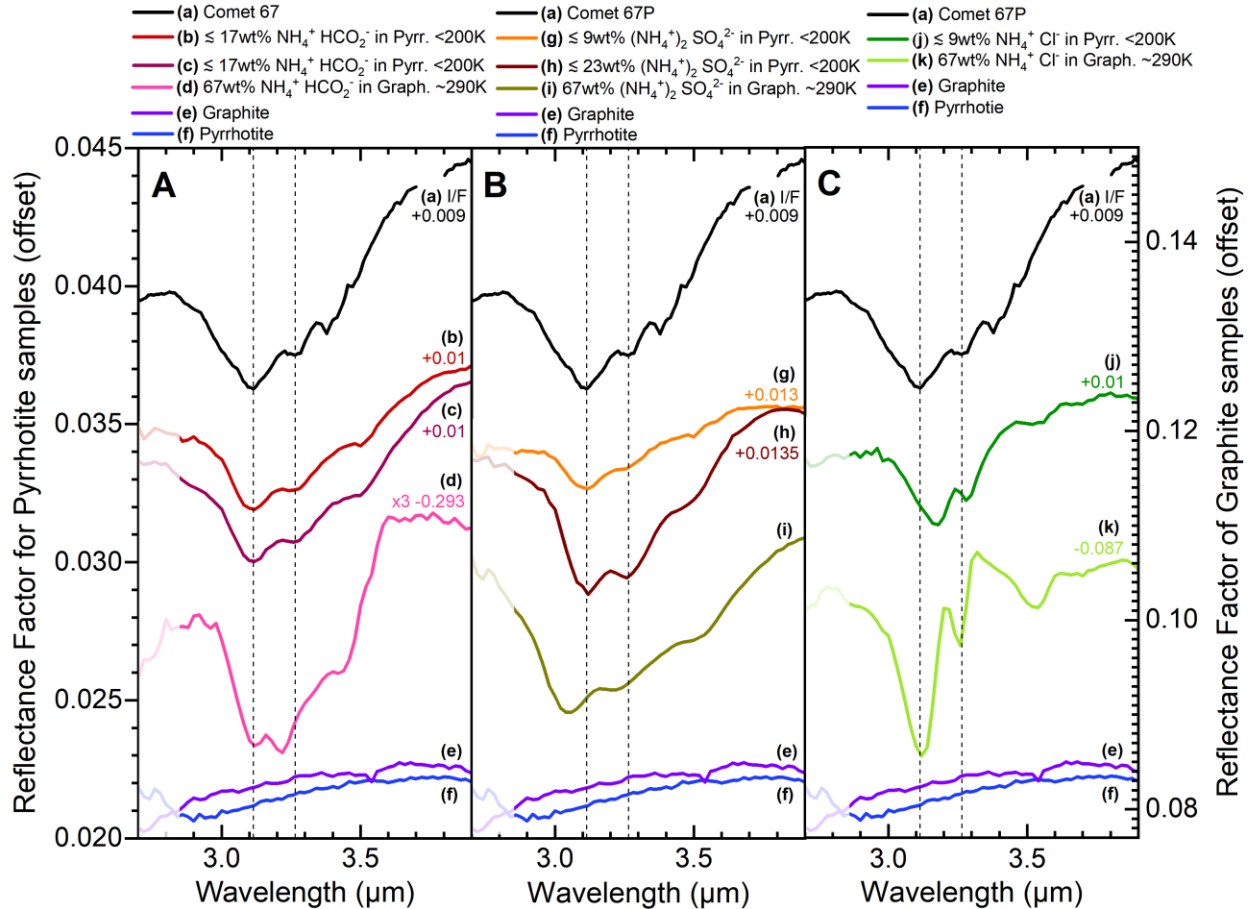 (a) Comet 67
(b) ≲ 17wt% NH₄⁺ HCO₂⁻ in Pyrr. <200K
(c) ≲ 17wt% NH₄⁺ HCO₂⁻ in Pyrr. <200K
(d) 67wt% NH₄⁺ HCO₂⁻ in Graph. ~290K
(e) Graphite
(f) Pyrrhotite
(a) Comet 67P
(g) ≲ 9wt% (NH₄⁺)₂ SO₄²⁻ in Pyrr. <200K
(h) ≲ 23wt% (NH₄⁺)₂ SO₄²⁻ in Pyrr. <200K
(i) 67wt% (NH₄⁺)₂ SO₄²⁻ in Graph. ~290K
(e) Graphite
(f) Pyrrhotite
(a) Comet 67P
(j) ≲ 9wt% NH₄⁺ Cl⁻ in Pyrr. <200K
(k) 67wt% NH₄⁺ Cl⁻ in Graph. ~290K
(e) Graphite
(f) Pyrrhotie
Reflectance Factor for Pyrrhotite samples (offset)
0.045
0.040
0.035
0.030
0.025
0.020
A
(a) I/F
+0.009
(b)
+0.01
(c)
+0.01
(d)
x3 -0.293
(e)
(f)
3.0
3.5
Wavelength (µm)
B
(a) I/F
+0.009
(g)
+0.013
(h)
+0.0135
(i)
(e)
(f)
3.0
3.5
Wavelength (µm)
C
(a) I/F
+0.009
(j)
+0.01
(k)
-0.087
(e)
(f)
3.0
3.5
Wavelength (µm)
0.14
0.12
0.10
0.08
Reflectance Factor of Graphite samples (offset)